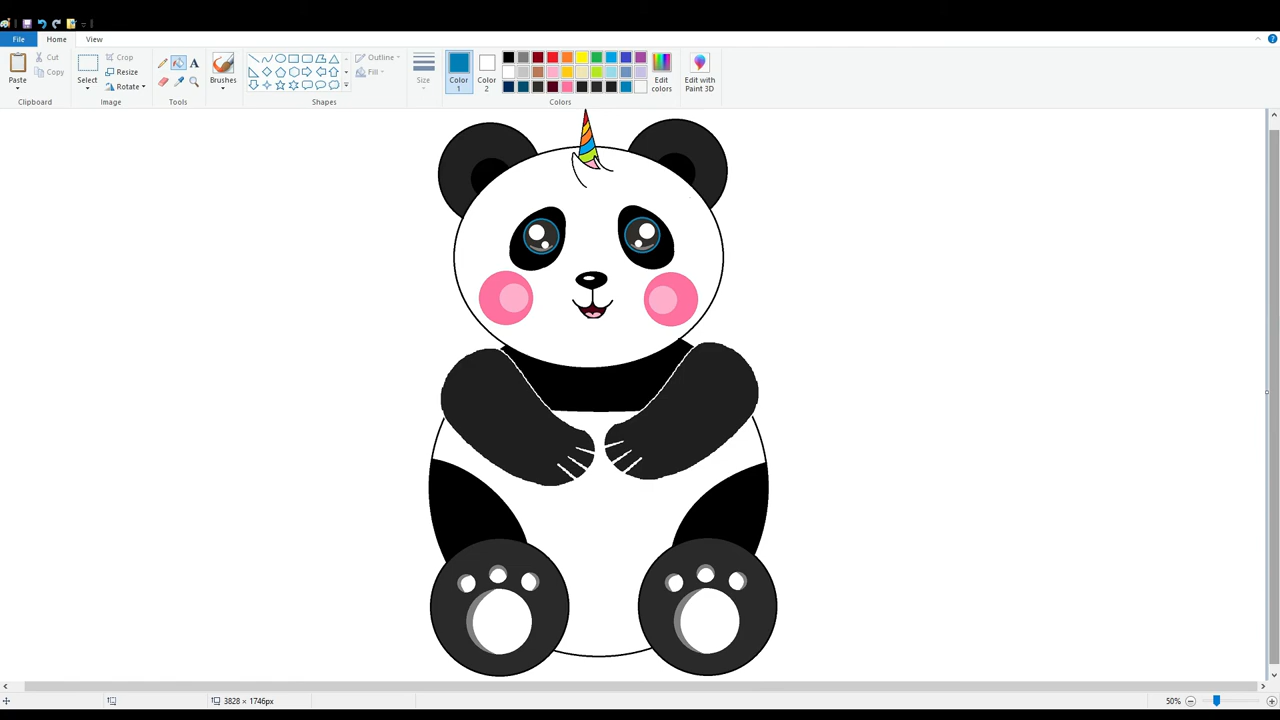 File Home View
Paste
Cut
Copy
Clipboard
Select
Crop
Resize
Rotate
Image
A
Tools
Brushes
Outline
Fill
Shapes
Size
Color
1
Color
2
Edit
colors
Colors
Edit with
Paint 3D
3828 × 1746px
50%